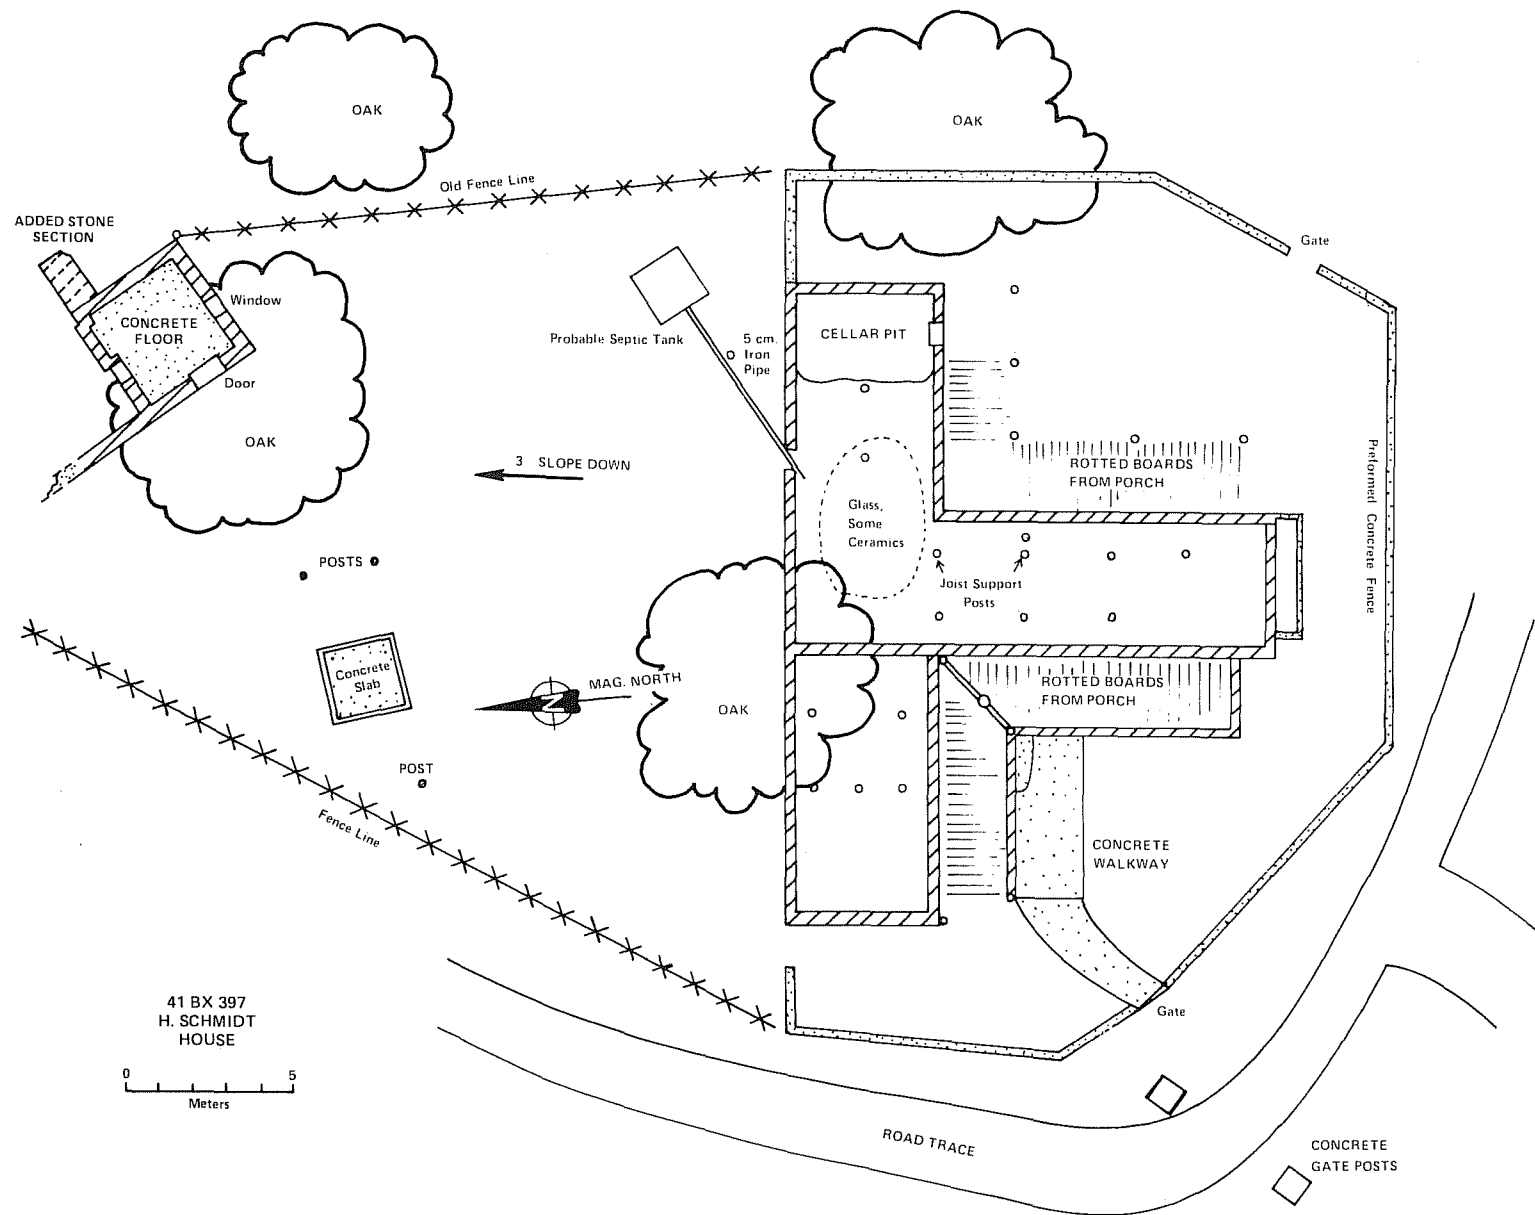 OAK
OAK
Old Fence Line
ADDED STONE
SECTION
Gate
Window
CONCRETE
FLOOR
Probable Septic Tank
5 cm.
Iron
Pipe
CELLAR PIT
Door
OAK
3 SLOPE DOWN
ROTTED BOARDS
FROM PORCH
Preformed Concrete Fence
Glass,
Some
Ceramics
POSTS
Joist Support
Posts
Concrete
Slab
N
MAG. NORTH
OAK
ROTTED BOARDS
FROM PORCH
POST
Fence Line
CONCRETE
WALKWAY
Gate
41 BX 397
H. SCHMIDT
HOUSE
0 5
Meters
ROAD TRACE
CONCRETE
GATE POSTS